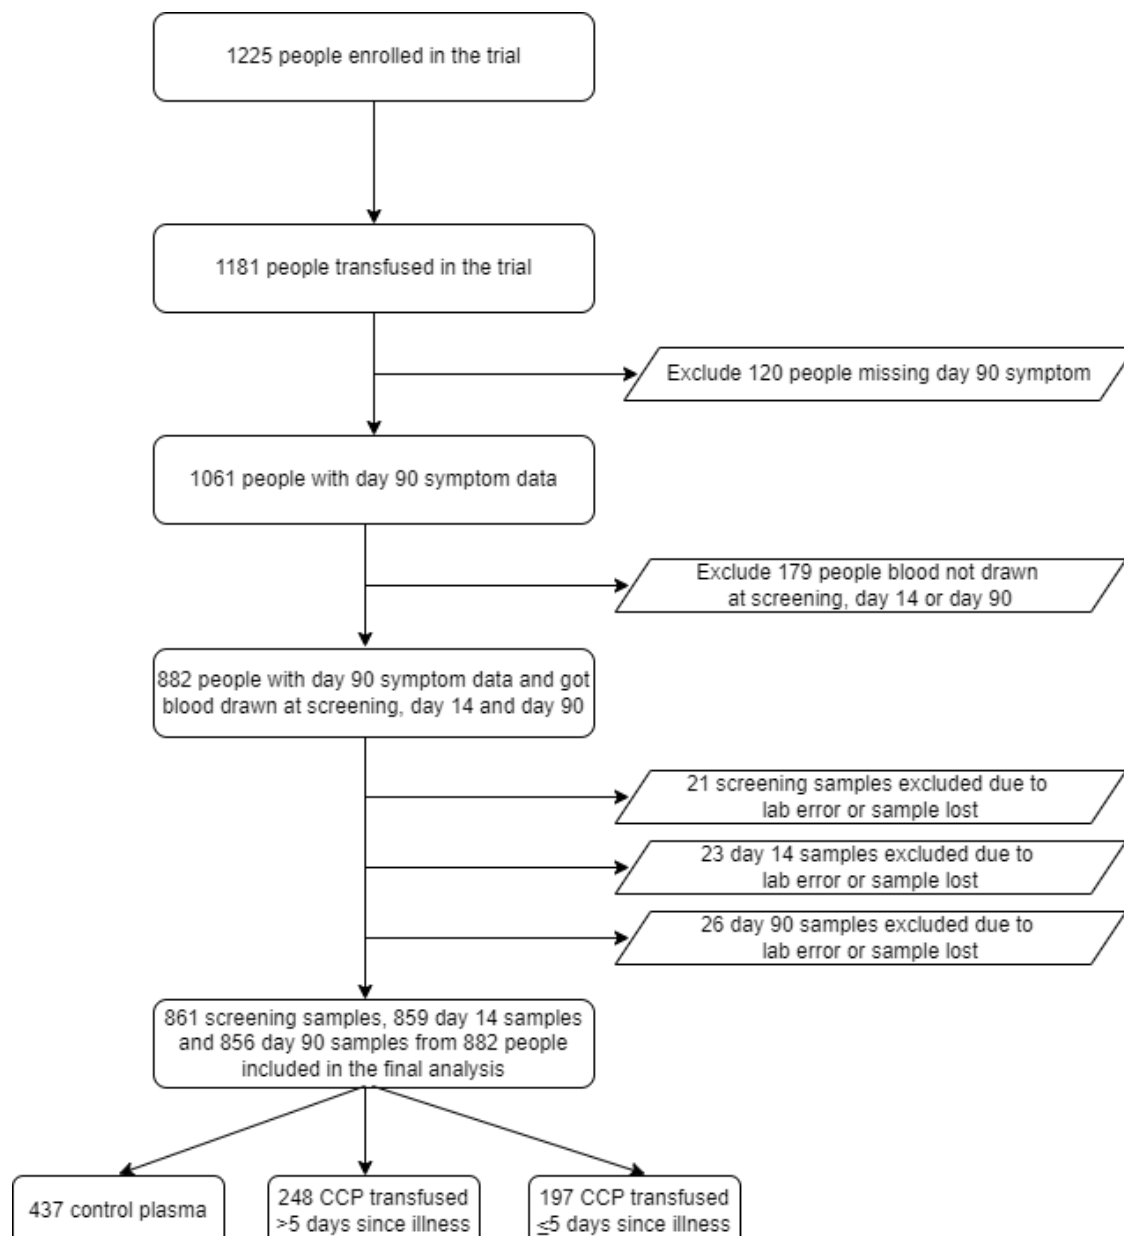 1225 people enrolled in the trial
1181 people transfused in the trial
Exclude 120 people missing day 90 symptom
1061 people with day 90 symptom data
Exclude 179 people blood not drawn
at screening, day 14 or day 90
882 people with day 90 symptom data and got
blood drawn at screening, day 14 and day 90
21 screening samples excluded due to
lab error or sample lost
23 day 14 samples excluded due to
lab error or sample lost
26 day 90 samples excluded due to
lab error or sample lost
861 screening samples, 859 day 14 samples
and 856 day 90 samples from 882 people
included in the final analysis
437 control plasma
248 CCP transfused
>5 days since illness
197 CCP transfused
≤5 days since illness